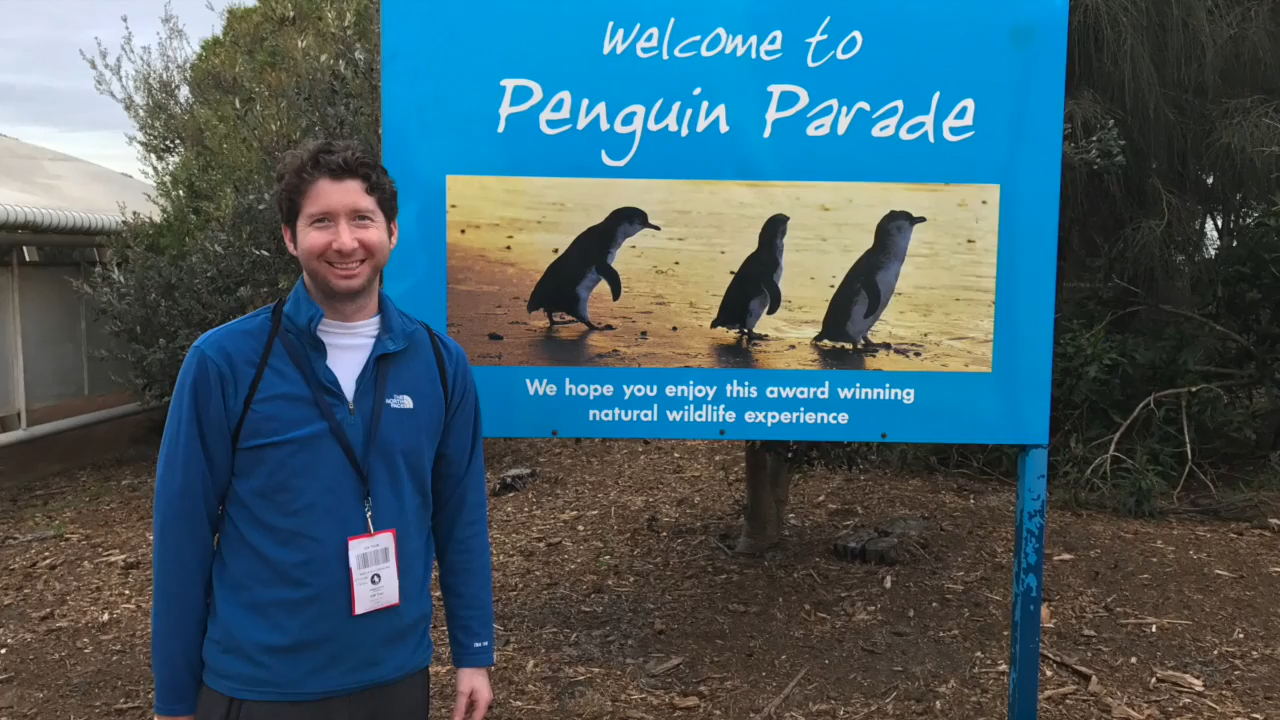 Welcome to
Penguin Parade
We hope you enjoy this award winning
natural wildlife experience
THE
NORTH
FACE